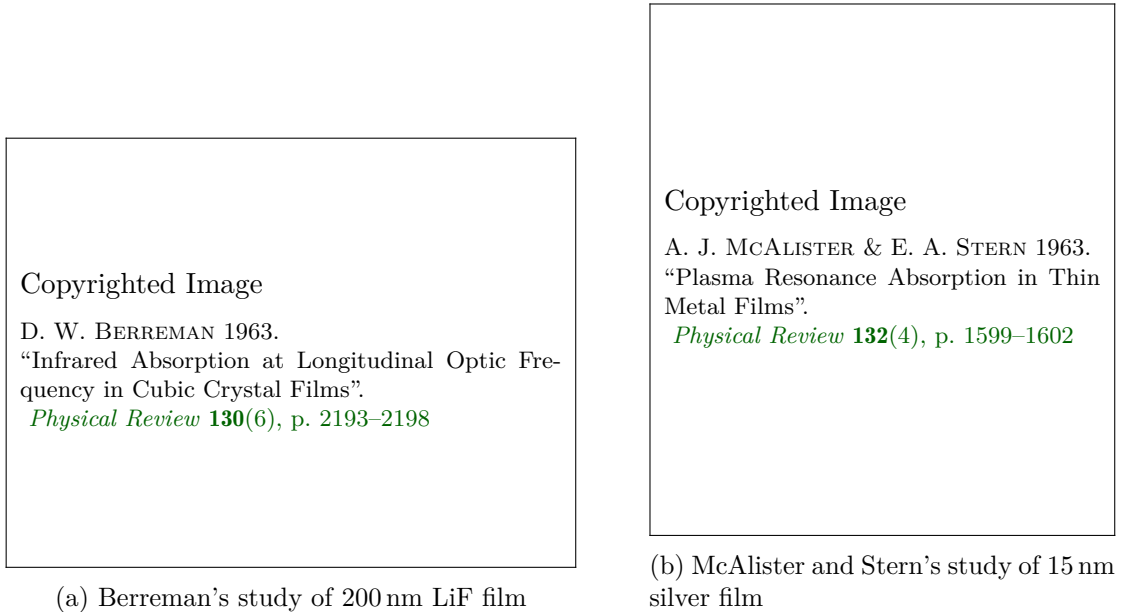 Copyrighted Image
D. W. BERREMAN 1963.
“Infrared Absorption at Longitudinal Optic Fre-
quency in Cubic Crystal Films”.
Physical Review 130(6), p. 2193–2198
(a) Berreman's study of 200 nm LiF film
Copyrighted Image
A. J. MCALISTER & E. A. STERN 1963.
“Plasma Resonance Absorption in Thin
Metal Films”.
Physical Review 132(4), p. 1599–1602
(b) McAlister and Stern's study of 15 nm
silver film